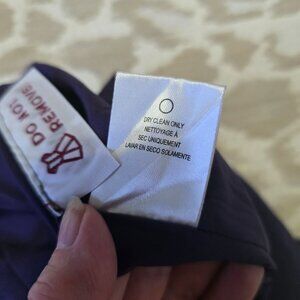 DO NOT
REMOVE
DRY CLEAN ONLY
NETTOYAGE À
SEC UNIQUEMENT
LAVAR EN SECO SOLAMENTE